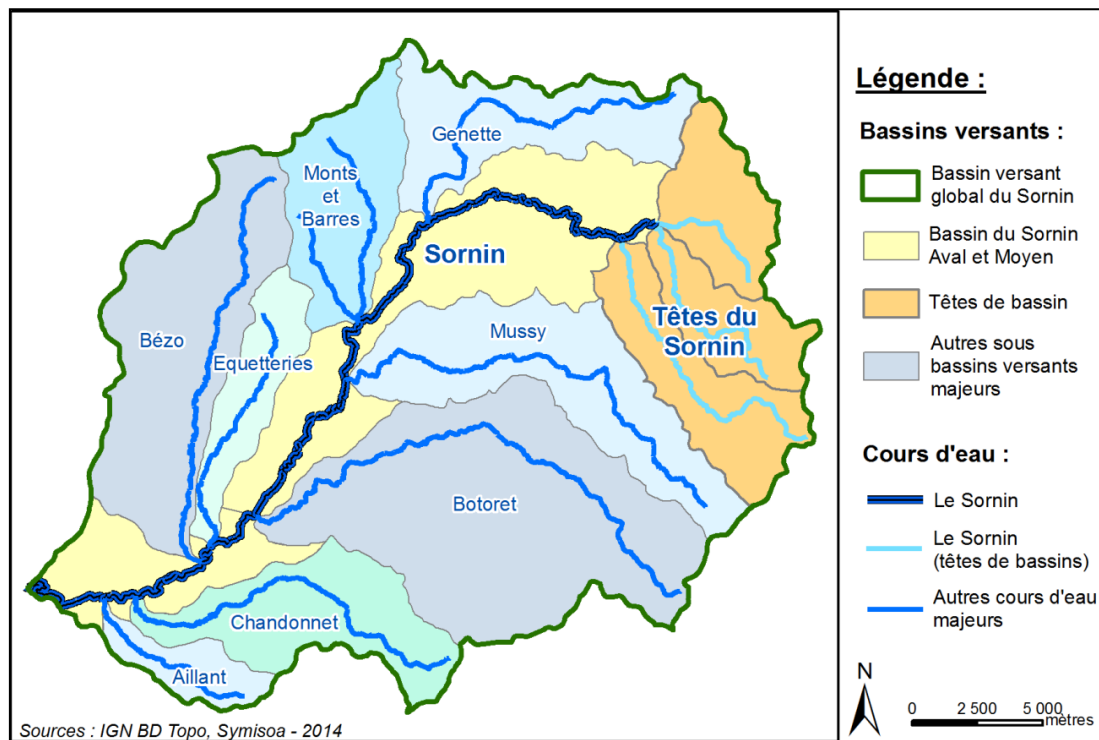 Genette
Monts
et
Barres
Sornin
Têtes du
Sornin
Mussy
Bézo
Equetteries
Botoret
Chandonnet
Aillant
Sources : IGN BD Topo, Symisoa - 2014
Légende :
Bassins versants :
Bassin versant
global du Sornin
Bassin du Sornin
Aval et Moyen
Têtes de bassin
Autres sous
bassins versants
majeurs
Cours d'eau :
Le Sornin
Le Sornin
(têtes de bassins)
Autres cours d'eau
majeurs
N
0 2 500 5 000
mètres